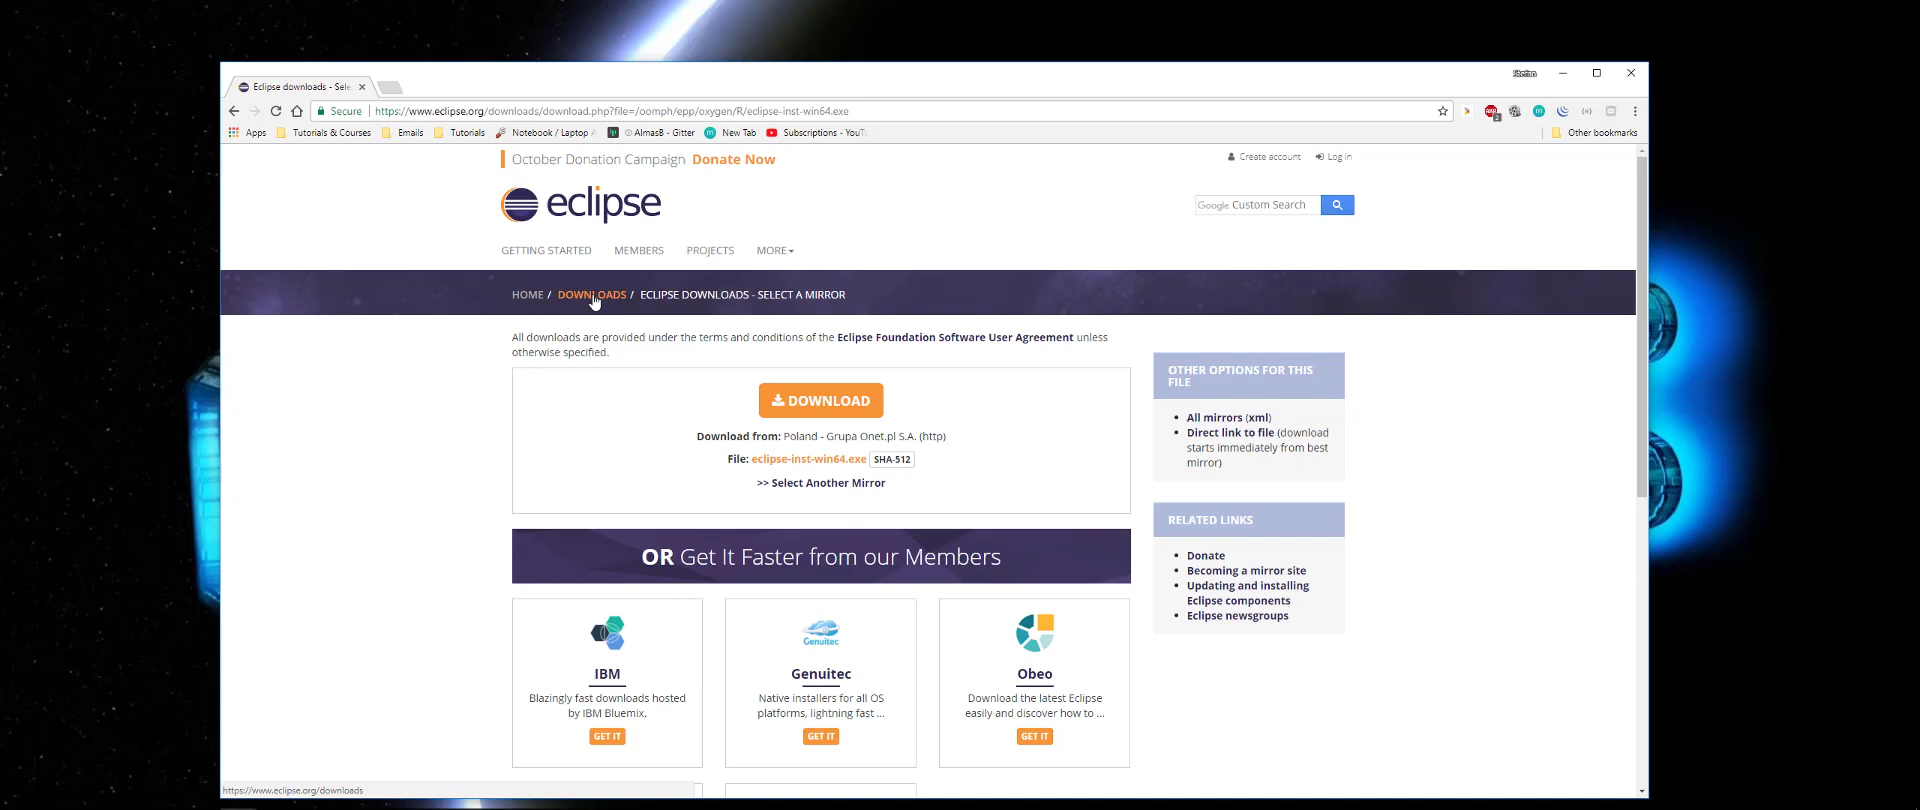 Stefan
Eclipse downloads - Sele
Secure
https://www.eclipse.org/downloads/download.php?file=/oomph/epp/oxygen/R/eclipse-inst-win64.exe
Apps
Tutorials & Courses
Emails
Tutorials
Notebook / Laptop
AlmasB - Gitter
New Tab
Subscriptions - YouT
Other bookmarks
October Donation Campaign Donate Now
Create account
Log in
eclipse
Google Custom Search
GETTING STARTED
MEMBERS
PROJECTS
MORE
HOME / DOWNLOADS / ECLIPSE DOWNLOADS - SELECT A MIRROR
All downloads are provided under the terms and conditions of the Eclipse Foundation Software User Agreement unless
otherwise specified.
DOWNLOAD
Download from: Poland - Grupa Onet.pl S.A. (http)
File: eclipse-inst-win64.exe SHA-512
>> Select Another Mirror
OTHER OPTIONS FOR THIS
FILE
All mirrors (xml)
Direct link to file (download
starts immediately from best
mirror)
OR Get It Faster from our Members
RELATED LINKS
Donate
Becoming a mirror site
Updating and installing
Eclipse components
Eclipse newsgroups
IBM
Blazingly fast downloads hosted
by IBM Bluemix.
GET IT
Genuitec
Genuitec
Native installers for all OS
platforms, lightning fast ...
GET IT
Obeo
Download the latest Eclipse
easily and discover how to ...
GET IT
https://www.eclipse.org/downloads